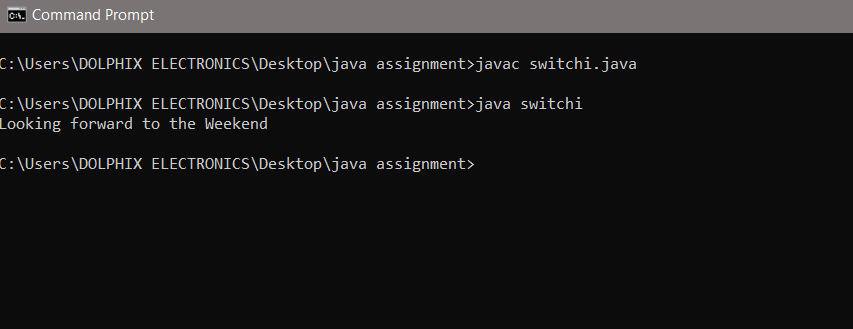 Command Prompt
C:\Users\DOLPHIX ELECTRONICS\Desktop\java assignment>javac switchi.java
C:\Users\DOLPHIX ELECTRONICS\Desktop\java assignment>java switchi
Looking forward to the Weekend
C:\Users\DOLPHIX ELECTRONICS\Desktop\java assignment>